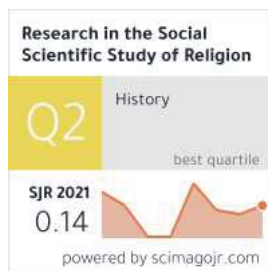 Research in the Social
Scientific Study of Religion
Q2
History
best quartile
SJR 2021
0.14
powered by scimagojr.com